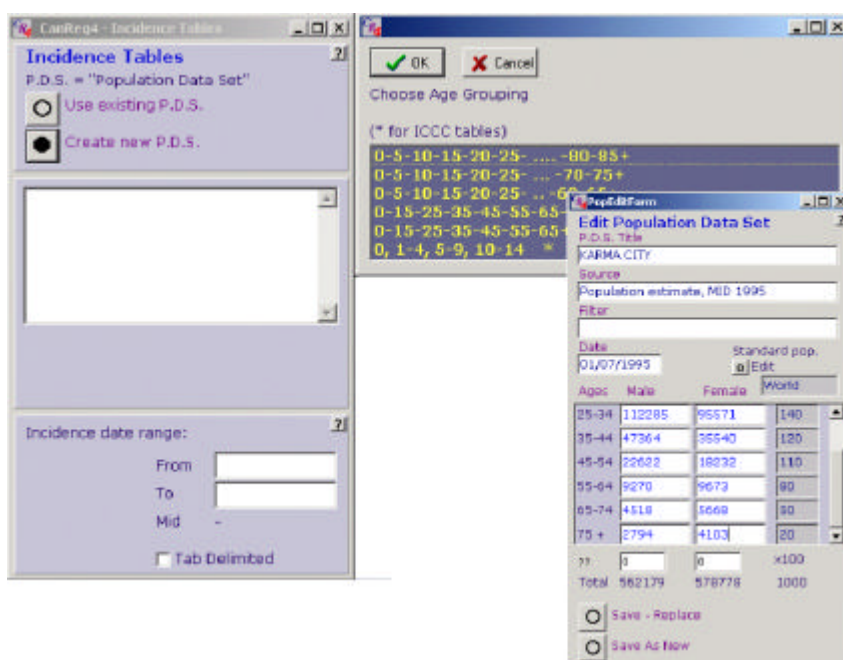 CanReg4 - Incidence Tables
Incidence Tables
P.D.S. = "Population Data Set"
Use existing P.D.S.
Create new P.D.S.
Incidence date range:
From
To
Mid -
Tab Delimited
OK Cancel
Choose Age Grouping
(* for ICCC tables)
0-5-10-15-20-25- .... -80-85+
0-5-10-15-20-25- ... -70-75+
0-5-10-15-20-25- ..
0-15-25-35-45-55-65-
0-15-25-35-45-55-65+
0, 1-4, 5-9, 10-14 *
PopEditForm
Edit Population Data Set
P.D.S. Title
KARMA CITY
Source
Population estimate, MID 1995
Filter
Date
Standard pop.
01/07/1995
Edit
World
Ages Male Female
25-34 112285 95571 140
35-44 47364 35540 120
45-54 22622 18232 110
55-64 9270 9673 80
65-74 4518 5668 50
75 + 2794 4103 20
?? 0 0 x100
Total 562179 578778 1000
Save - Replace
Save As New